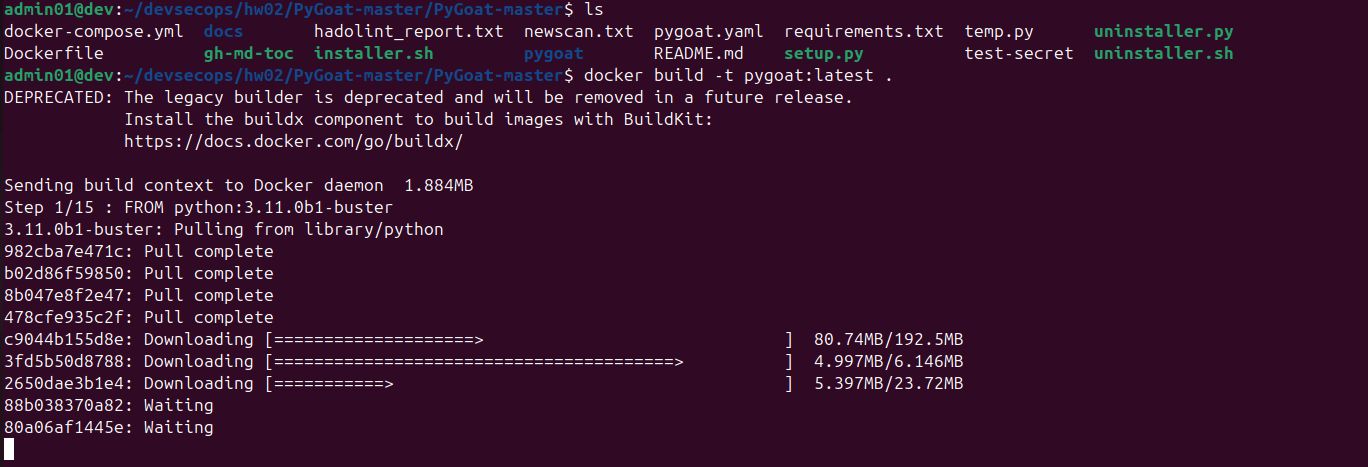 admin01@dev:~/devsecops/hw02/PyGoat-master/PyGoat-master$ ls
docker-compose.yml  docs       hadolint_report.txt  newscan.txt  pygoat.yaml  requirements.txt  temp.py      uninstaller.py
Dockerfile          gh-md-toc  installer.sh         pygoat       README.md    setup.py          test-secret  uninstaller.sh
admin01@dev:~/devsecops/hw02/PyGoat-master/PyGoat-master$ docker build -t pygoat:latest .
DEPRECATED: The legacy builder is deprecated and will be removed in a future release.
            Install the buildx component to build images with BuildKit:
            https://docs.docker.com/go/buildx/

Sending build context to Docker daemon  1.884MB
Step 1/15 : FROM python:3.11.0b1-buster
3.11.0b1-buster: Pulling from library/python
982cba7e471c: Pull complete
b02d86f59850: Pull complete
8b047e8f2e47: Pull complete
478cfe935c2f: Pull complete
c9044b155d8e: Downloading [====================>                              ]  80.74MB/192.5MB
3fd5b50d8788: Downloading [========================================>          ]  4.997MB/6.146MB
2650dae3b1e4: Downloading [===========>                                       ]  5.397MB/23.72MB
88b038370a82: Waiting
80a06af1445e: Waiting